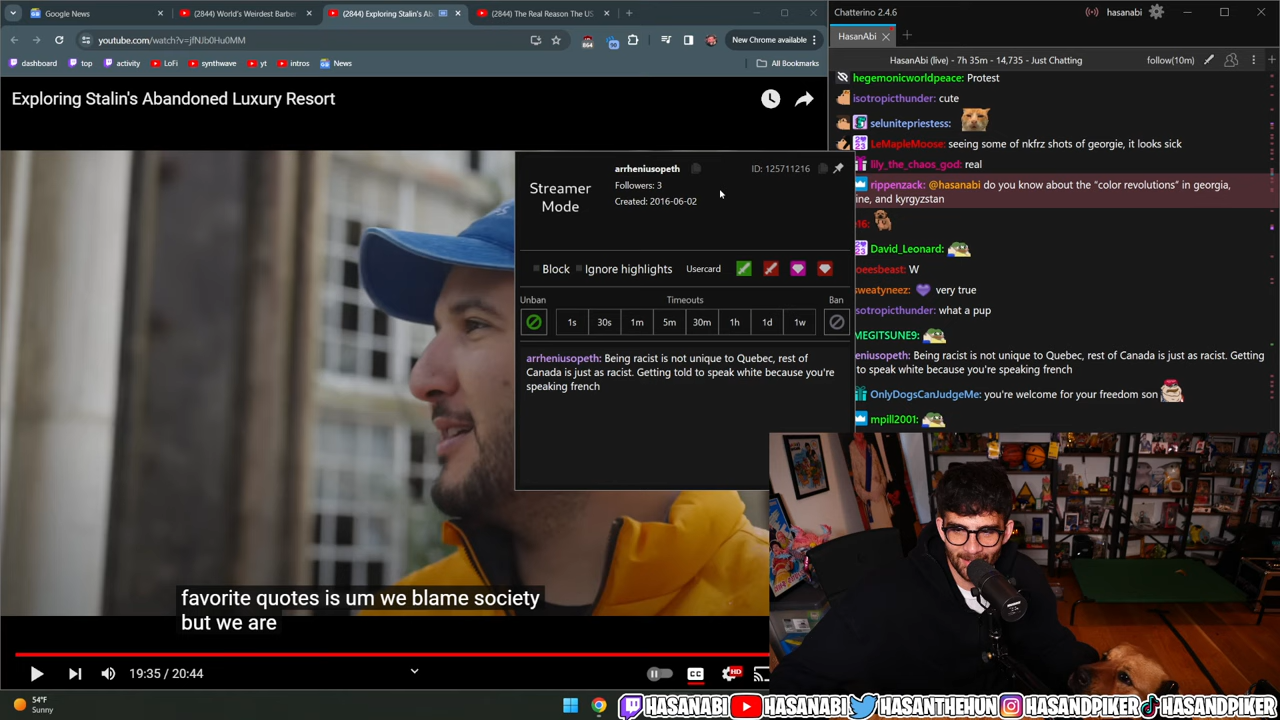 Google News
(2844) World's Weirdest Barber
(2844) Exploring Stalin's Ab
(2844) The Real Reason The US
Chatterino 2.4.6
hasanabi
youtube.com/watch?v=jfNJb0Hu0MM
864
New Chrome available
HasanAbi
dashboard
top
activity
LoFi
synthwave
yt
intros
News
All Bookmarks
HasanAbi (live) - 7h 35m - 14,735 - Just Chatting
follow(10m)
Exploring Stalin's Abandoned Luxury Resort
hegemonicworldpeace: Protest
isotropicthunder: cute
selunitepriestess:
LeMapleMoose: seeing some of nkfrz shots of georgie, it looks sick
lily_the_chaos_god: real
rippenzack: @hasanabi do you know about the "color revolutions" in georgia,
ine, and kyrgyzstan
David_Leonard:
oeesbeast: W
sweatyneez: very true
sotropicthunder: what a pup
MEGITSUNE9:
eniusopeth: Being racist is not unique to Quebec, rest of Canada is just as racist. Getting
to speak white because you're speaking french
OnlyDogsCanJudgeMe: you're welcome for your freedom son
mpill2001:
Streamer
Mode
arrheniusopeth
ID: 125711216
Followers: 3
Created: 2016-06-02
Block
Ignore highlights
Usercard
Unban
Timeouts
Ban
1s
30s
1m
5m
30m
1h
1d
1w
arrheniusopeth: Being racist is not unique to Quebec, rest of
Canada is just as racist. Getting told to speak white because you're
speaking french
favorite quotes is um we blame society
but we are
19:35 / 20:44
CC
HD
54°F
Sunny
HASANABI
HASANABI
HASANTHEHUN
HASANDPIKER
HASANDPIKER